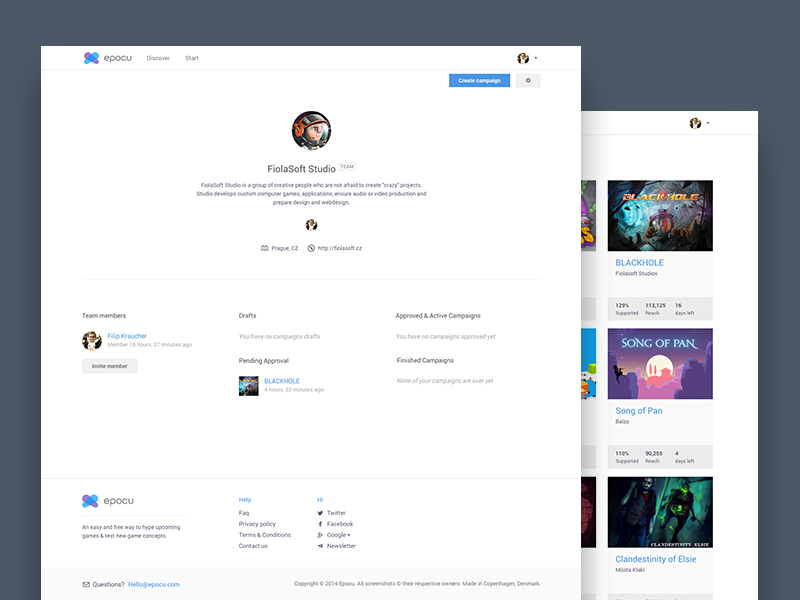 epocu Discover Start
Create campaign
FiolaSoft Studio TEAM
FiolaSoft Studio is a group of creative people who are not afraid to create "crazy" projects.
Studio develops custom computer games, applications, ensure audio or video production and
prepare design and webdesign.
Prague, CZ http://fiolasoft.cz
Team members
Filip Kraucher
Member 16 hours, 37 minutes ago
Invite member
Drafts
You have no campaigns drafts
Pending Approval
BLACKHOLE
4 hours, 33 minutes ago
Approved & Active Campaigns
You have no campaigns approved yet
Finished Campaigns
None of your campaigns are over yet
epocu
An easy and free way to hype upcoming
games & test new game concepts.
Help
Faq
Privacy policy
Terms & Conditions
Contact us
Hi
Twitter
Facebook
Google +
Newsletter
Questions? Hello@epocu.com
Copyright © 2014 Epocu. All screenshots © their respective owners. Made in Copenhagen, Denmark.
BLACKHOLE
BLACKHOLE
Fiolasoft Studios
128% 113,125 16
Supported Reach days left
SONG OF PAN
Song of Pan
Balzo
110% 90,255 4
Supported Reach days left
CLANDESTINITY OF ELSIE
Clandestinity of Elsie
Mosta Klaki